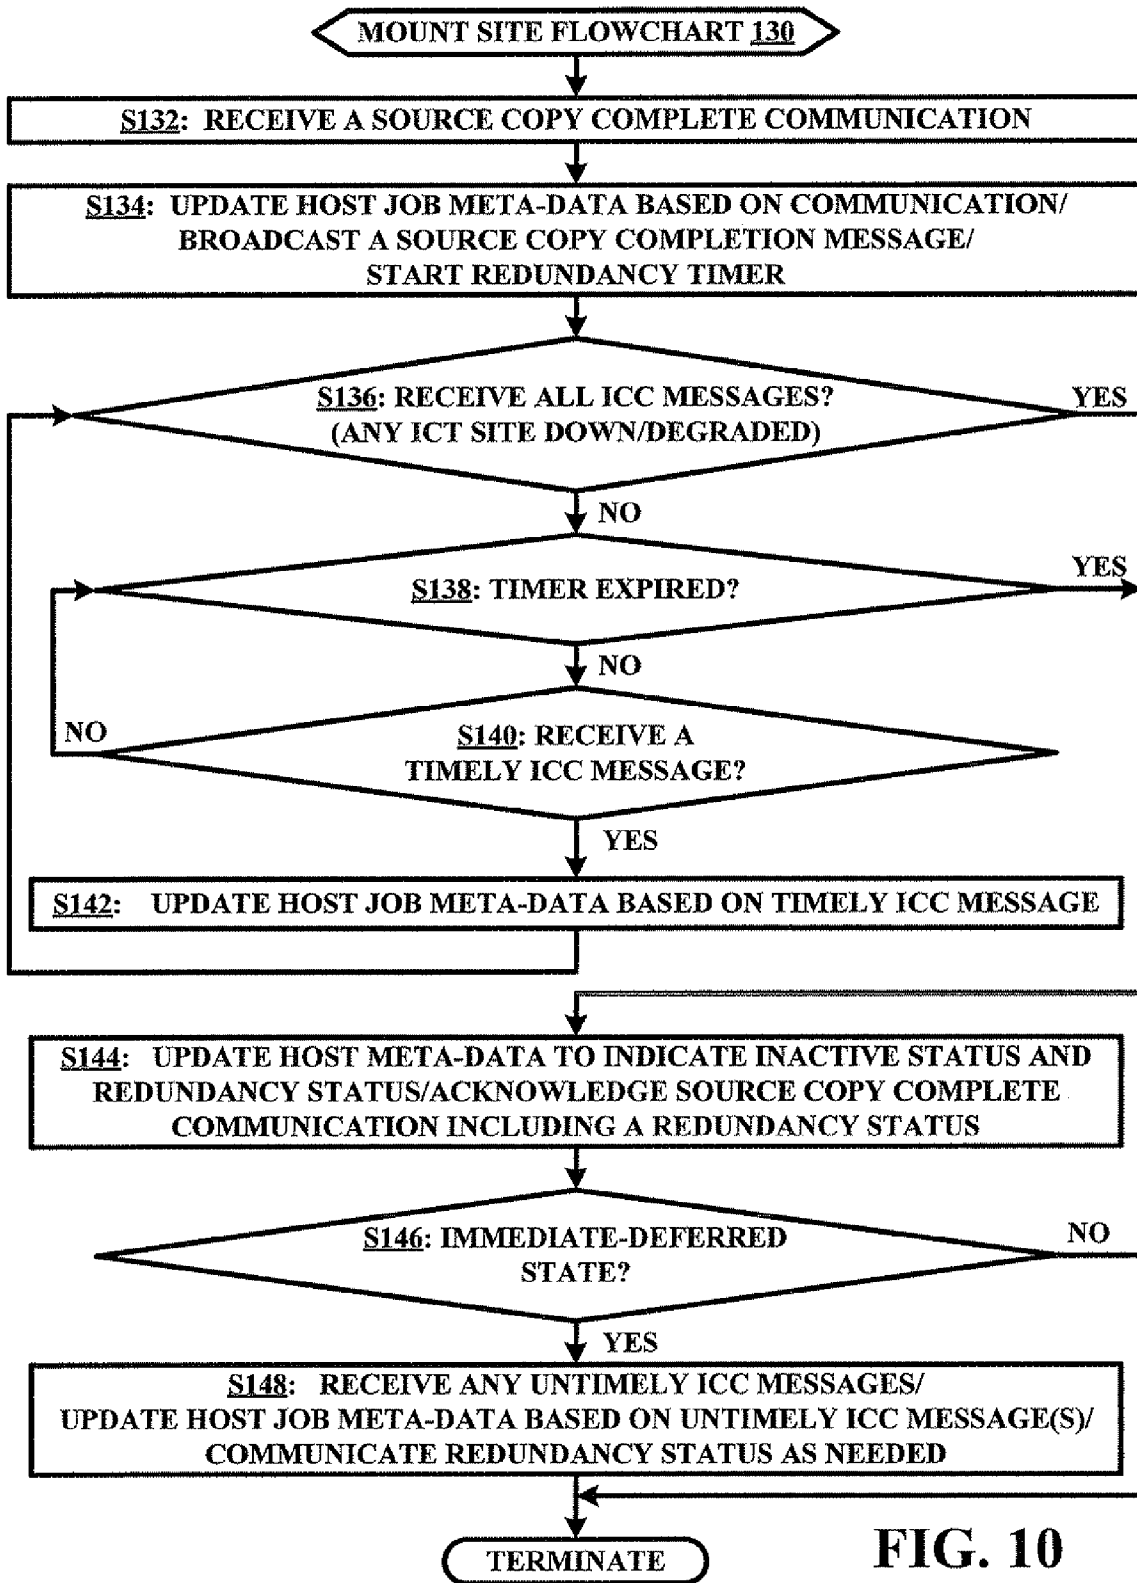 MOUNT SITE FLOWCHART 130
S132: RECEIVE A SOURCE COPY COMPLETE COMMUNICATION
S134: UPDATE HOST JOB META-DATA BASED ON COMMUNICATION/
BROADCAST A SOURCE COPY COMPLETION MESSAGE/
START REDUNDANCY TIMER
S136: RECEIVE ALL ICC MESSAGES?
(ANY ICT SITE DOWN/DEGRADED)
YES
NO
S138: TIMER EXPIRED?
YES
NO
S140: RECEIVE A
TIMELY ICC MESSAGE?
NO
YES
S142: UPDATE HOST JOB META-DATA BASED ON TIMELY ICC MESSAGE
S144: UPDATE HOST META-DATA TO INDICATE INACTIVE STATUS AND
REDUNDANCY STATUS/ACKNOWLEDGE SOURCE COPY COMPLETE
COMMUNICATION INCLUDING A REDUNDANCY STATUS
S146: IMMEDIATE-DEFERRED
STATE?
NO
YES
S148: RECEIVE ANY UNTIMELY ICC MESSAGES/
UPDATE HOST JOB META-DATA BASED ON UNTIMELY ICC MESSAGE(S)/
COMMUNICATE REDUNDANCY STATUS AS NEEDED
TERMINATE
FIG. 10